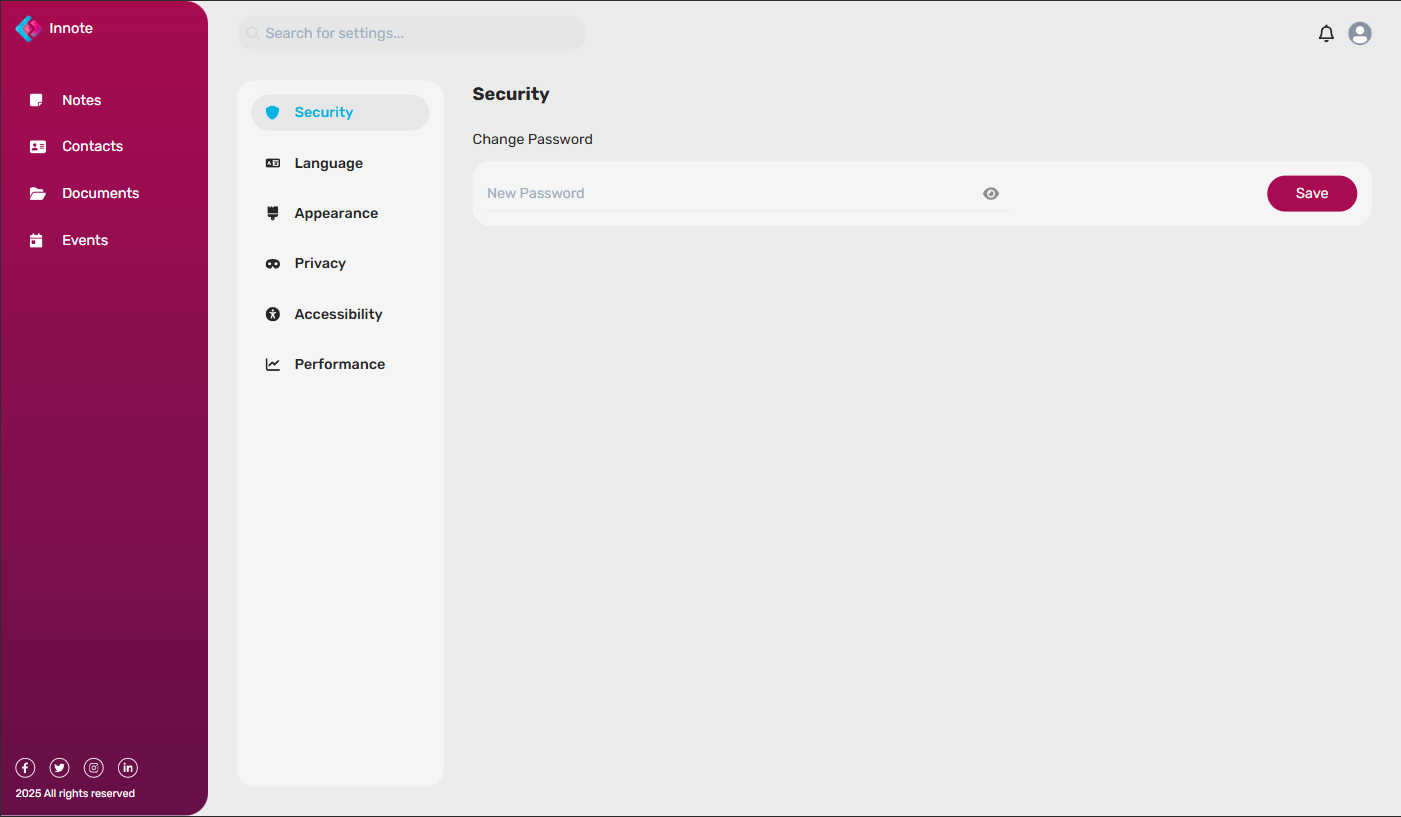 Innote
Notes
Contacts
Documents
Events
2025 All rights reserved
Search for settings...
Security
Language
Appearance
Privacy
Accessibility
Performance
Security
Change Password
New Password
Save